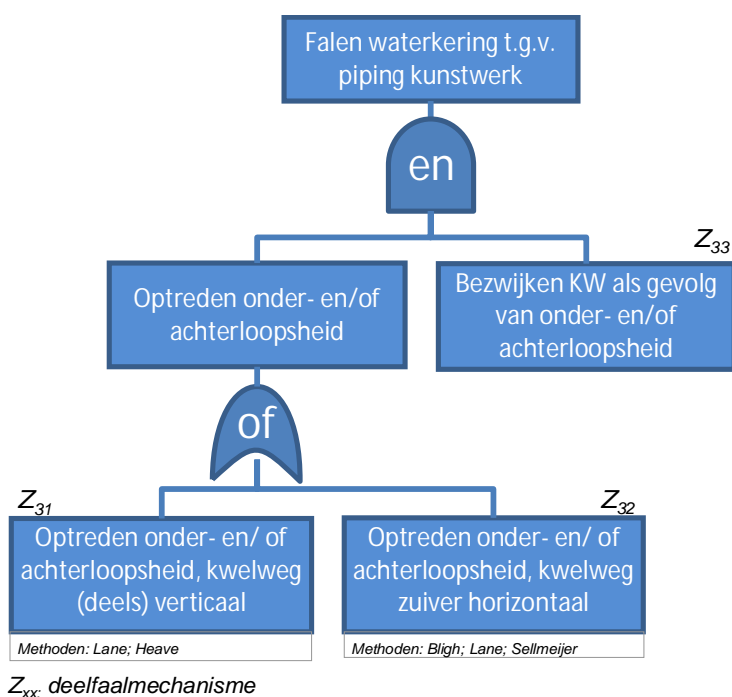 Falen waterkering t.g.v.
piping kunstwerk
en
Z33
Optreden onder- en/of
achterloopsheid
Bezwijken KW als gevolg
van onder- en/of
achterloopsheid
of
Z31
Z32
Optreden onder- en/ of
achterloopsheid, kwelweg
(deels) verticaal
Optreden onder- en/ of
achterloopsheid, kwelweg
zuiver horizontaal
Methoden: Lane; Heave
Methoden: Bligh; Lane; Sellmeijer
Zxx: deelfaalmechanisme